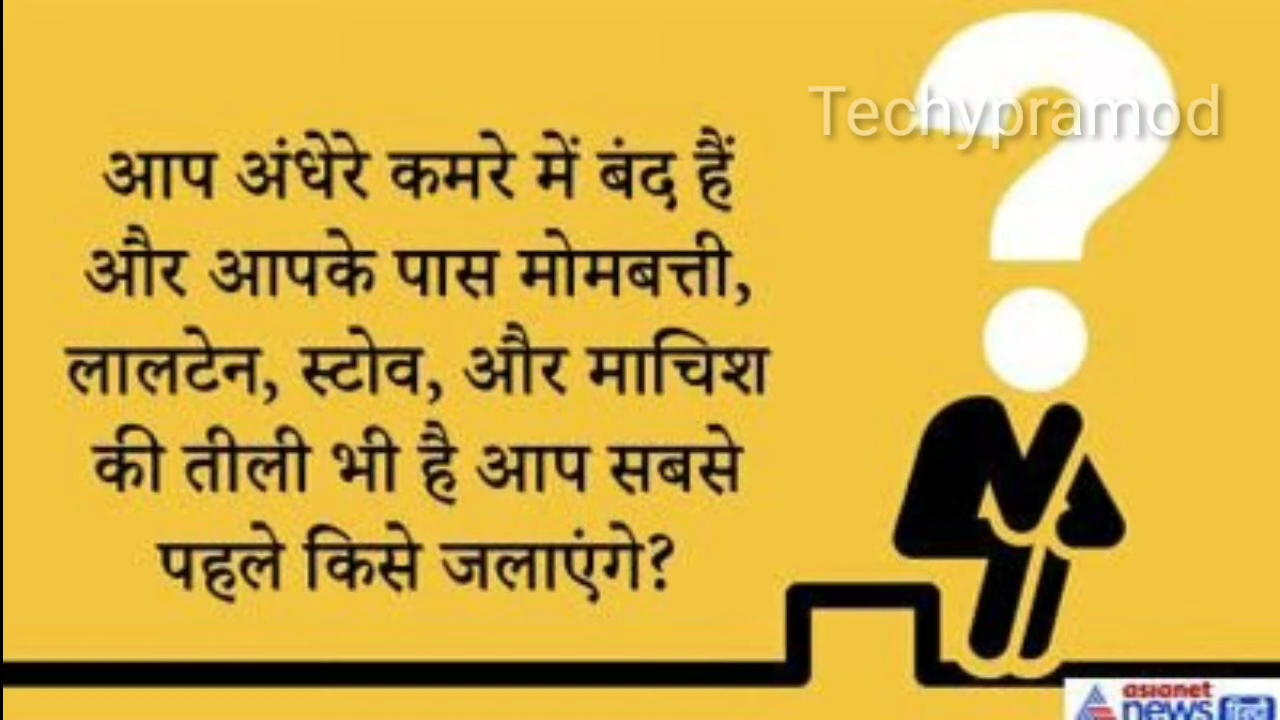 Techypramod
आप अंधेरे कमरे में बंद हैं
और आपके पास मोमबत्ती,
लालटेन, स्टोव, और माचिश
की तीली भी है आप सबसे
पहले किसे जलाएंगे?
asianet
news हिन्दी